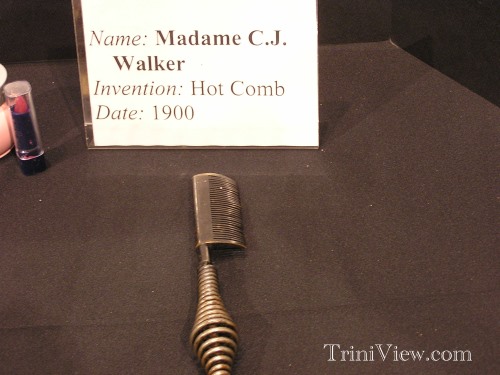 Name: Madame C.J.
Walker
Invention: Hot Comb
Date: 1900
TriniView.com